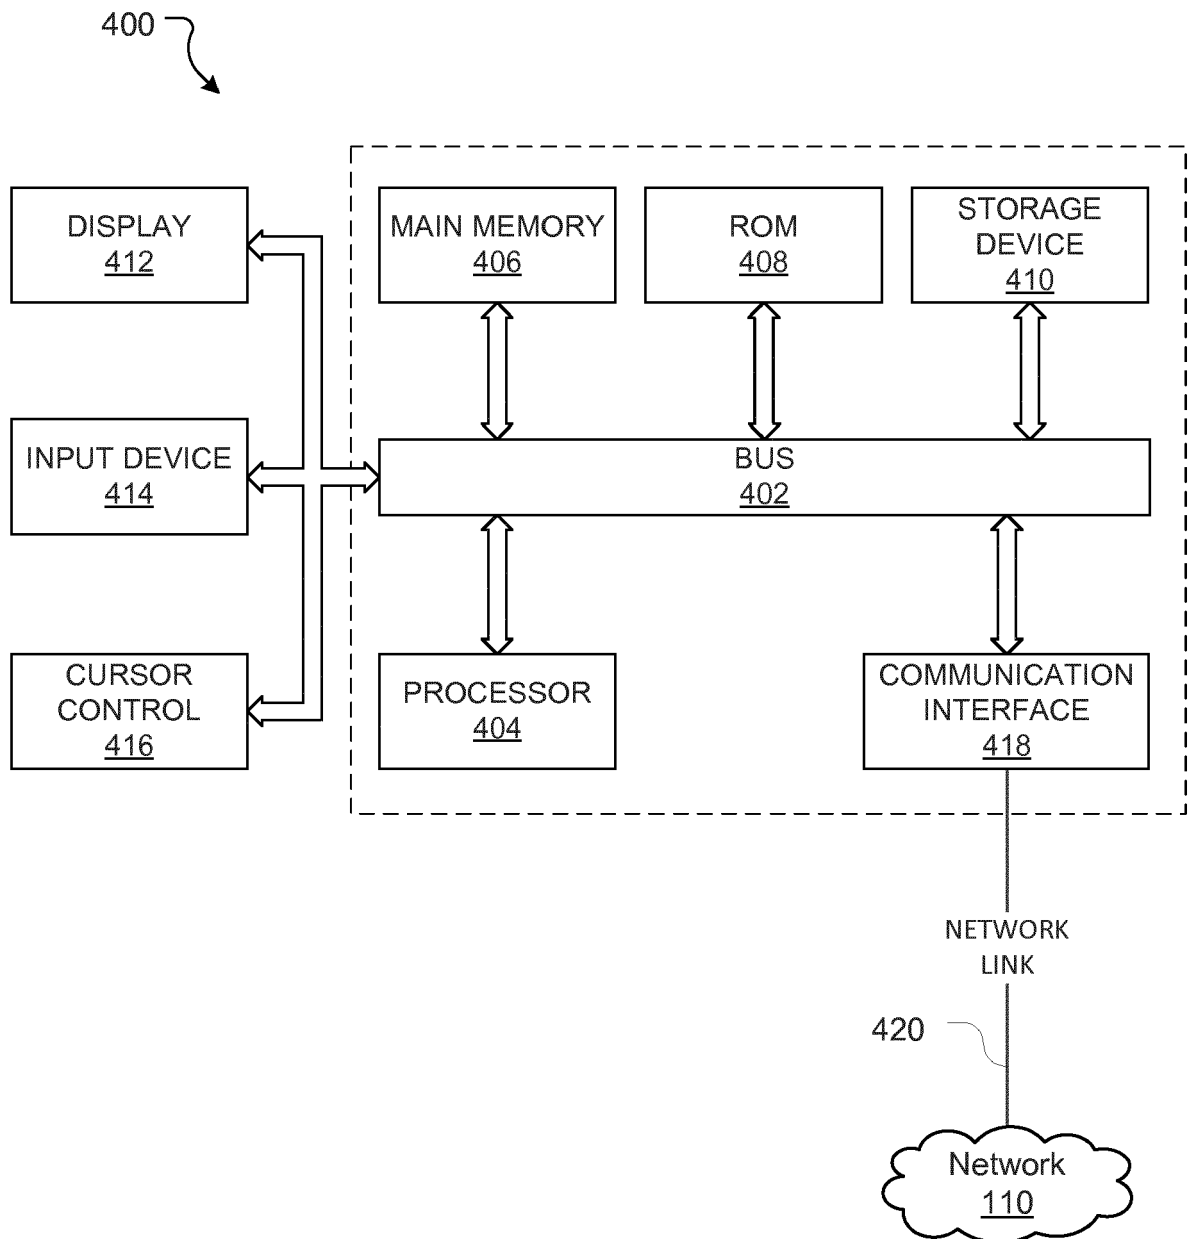 400
DISPLAY
412
MAIN MEMORY
406
ROM
408
STORAGE
DEVICE
410
INPUT DEVICE
414
BUS
402
CURSOR
CONTROL
416
PROCESSOR
404
COMMUNICATION
INTERFACE
418
NETWORK
LINK
420
Network
110